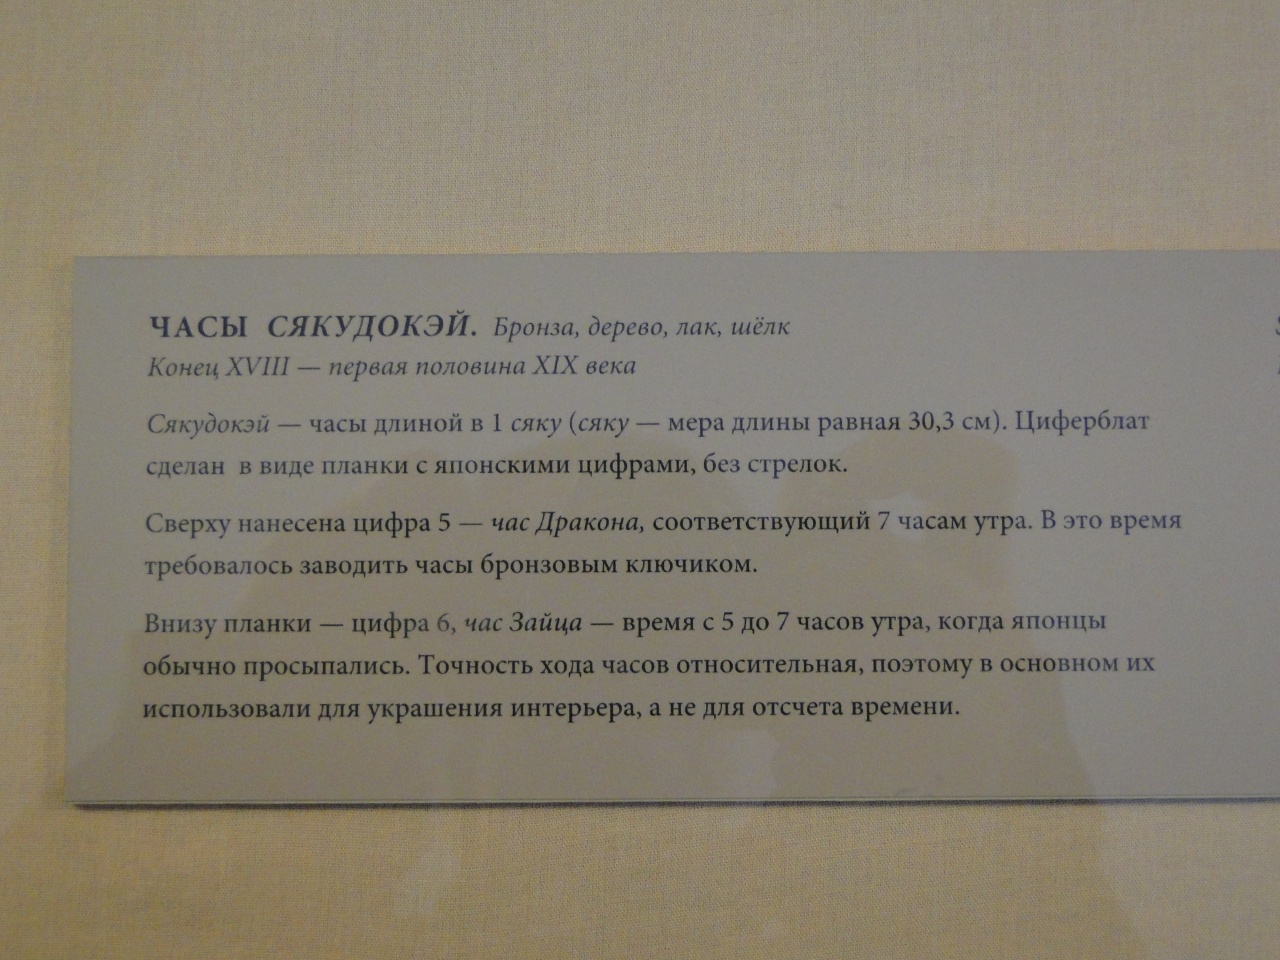 ЧАСЫ СЯКУДОКЭЙ. Бронза, дерево, лак, шёлк
Конец XVIII — первая половина XIX века
Сякудокэй — часы длиной в 1 сяку (сяку — мера длины равная 30,3 см). Циферблат
сделан в виде планки с японскими цифрами, без стрелок.
Сверху нанесена цифра 5 — час Дракона, соответствующий 7 часам утра. В это время
требовалось заводить часы бронзовым ключиком.
Внизу планки — цифра 6, час Зайца — время с 5 до 7 часов утра, когда японцы
обычно просыпались. Точность хода часов относительная, поэтому в основном их
использовали для украшения интерьера, а не для отсчета времени.